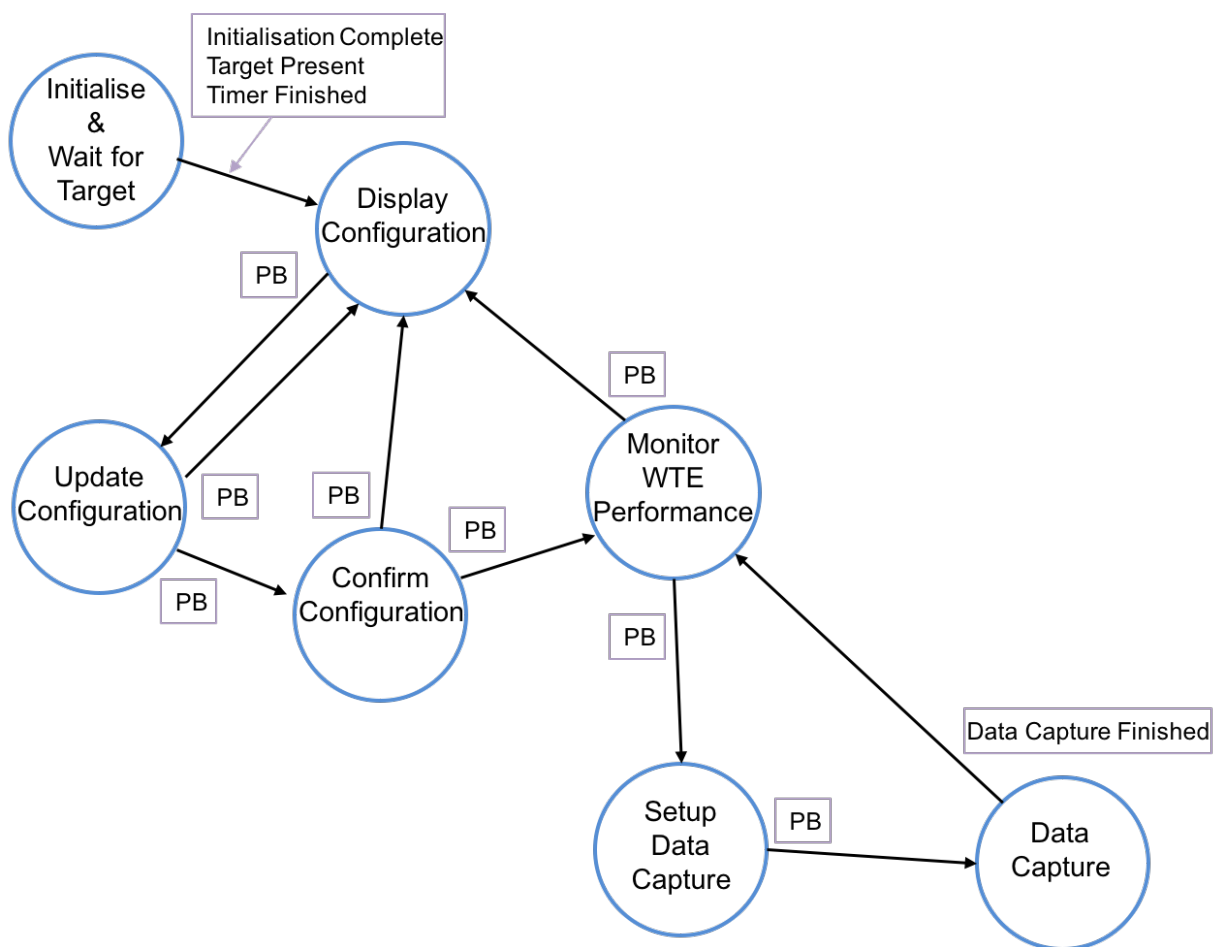 Initialisation Complete
Target Present
Timer Finished
Initialise
&
Wait for
Target
Display
Configuration
PB
PB
Monitor
WTE
Performance
Update
Configuration
PB
PB
PB
Confirm
Configuration
PB
PB
Data Capture Finished
Setup
Data
Capture
PB
Data
Capture